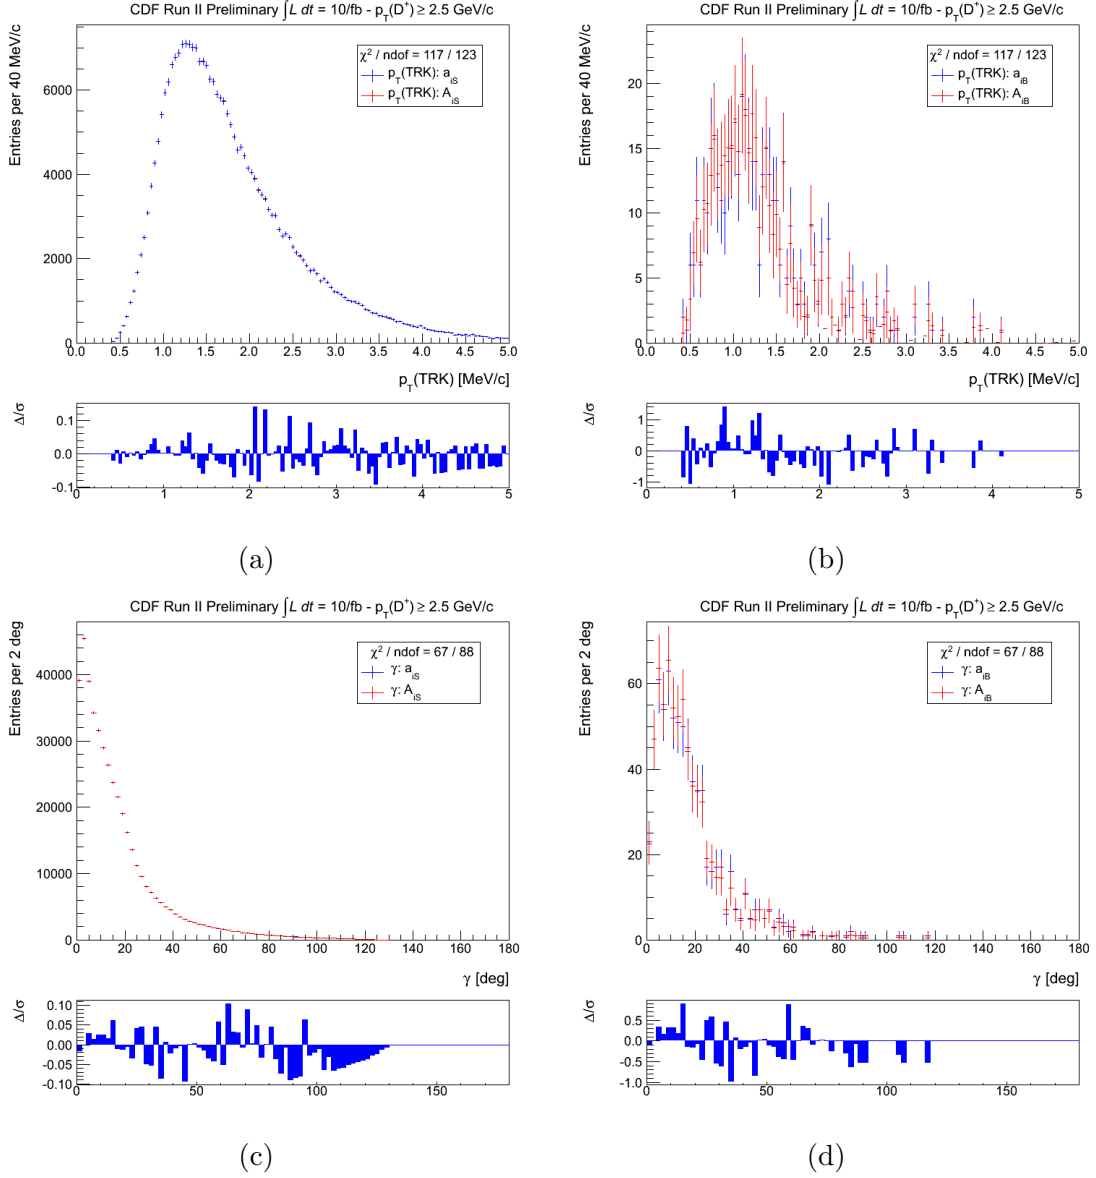 CDF Run II Preliminary ∫L dt = 10/fb - p_T(D⁺) ≥ 2.5 GeV/c
Entries per 40 MeV/c
χ² / ndof = 117 / 123
p_T(TRK): a_iS
p_T(TRK): A_iS
6000
4000
2000
0
0.0 0.5 1.0 1.5 2.0 2.5 3.0 3.5 4.0 4.5 5.0
p_T(TRK) [MeV/c]
Δ/σ
0.1
0.0
-0.1
0 1 2 3 4 5
(a)
CDF Run II Preliminary ∫L dt = 10/fb - p_T(D⁺) ≥ 2.5 GeV/c
Entries per 40 MeV/c
χ² / ndof = 117 / 123
p_T(TRK): a_iB
p_T(TRK): A_iB
20
15
10
5
0
0.0 0.5 1.0 1.5 2.0 2.5 3.0 3.5 4.0 4.5 5.0
p_T(TRK) [MeV/c]
Δ/σ
1
0
-1
0 1 2 3 4 5
(b)
CDF Run II Preliminary ∫L dt = 10/fb - p_T(D⁺) ≥ 2.5 GeV/c
Entries per 2 deg
χ² / ndof = 67 / 88
γ: a_iS
γ: A_iS
40000
30000
20000
10000
0
0 20 40 60 80 100 120 140 160 180
γ [deg]
Δ/σ
0.10
0.05
0.00
-0.05
-0.10
0 50 100 150
(c)
CDF Run II Preliminary ∫L dt = 10/fb - p_T(D⁺) ≥ 2.5 GeV/c
Entries per 2 deg
χ² / ndof = 67 / 88
γ: a_iB
γ: A_iB
60
40
20
0
0 20 40 60 80 100 120 140 160 180
γ [deg]
Δ/σ
0.5
0.0
-0.5
-1.0
0 50 100 150
(d)